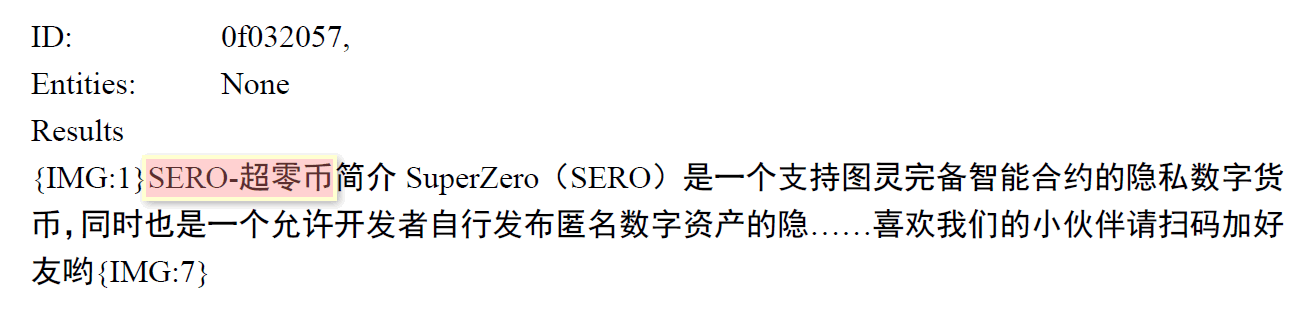 ID: 0f032057,
Entities: None
Results
{IMG:1}SERO-超零币简介 SuperZero（SERO）是一个支持图灵完备智能合约的隐私数字货
币，同时也是一个允许开发者自行发布匿名数字资产的隐……喜欢我们的小伙伴请扫码加好
友哟{IMG:7}